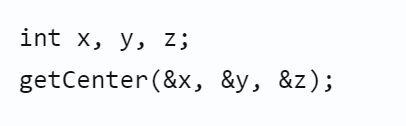 int x, y, z;
getCenter(&x, &y, &z);